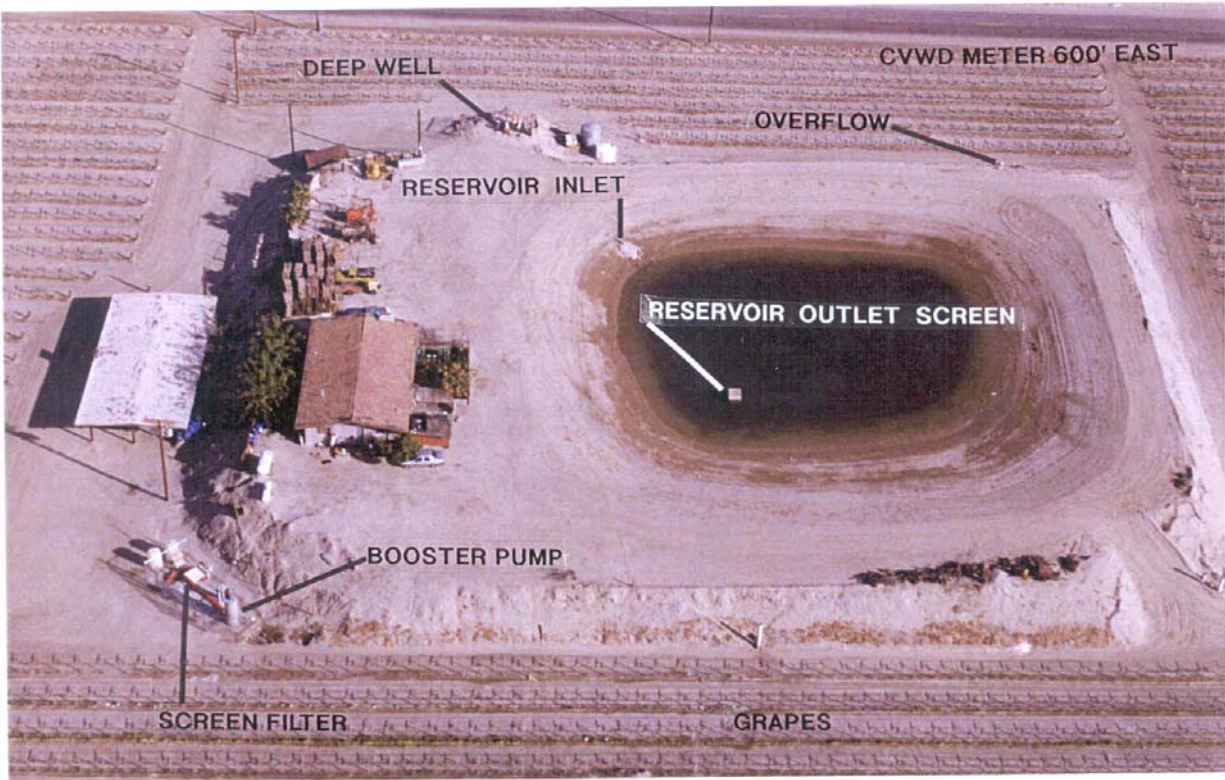 CVWD METER 600' EAST
DEEP WELL
OVERFLOW
RESERVOIR INLET
RESERVOIR OUTLET SCREEN
BOOSTER PUMP
SCREEN FILTER
GRAPES